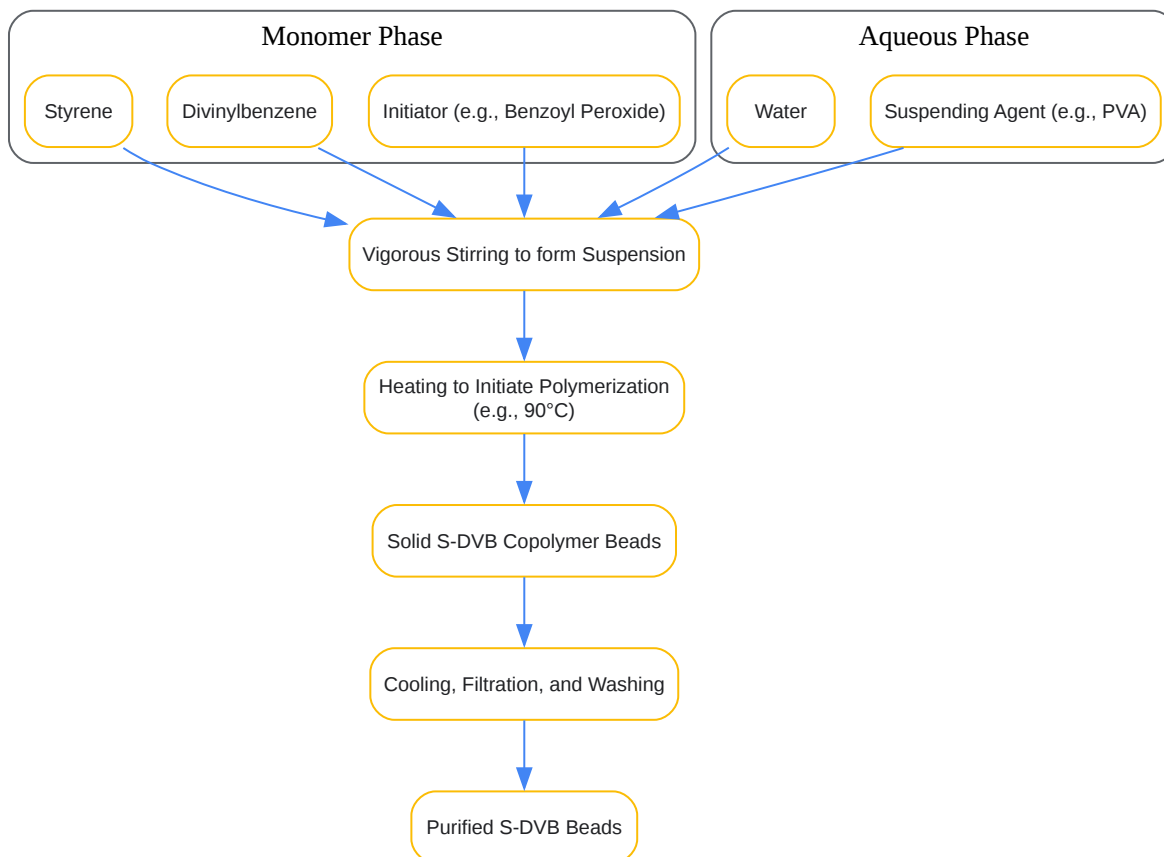 Monomer Phase
Aqueous Phase
Styrene
Divinylbenzene
Initiator (e.g., Benzoyl Peroxide)
Water
Suspending Agent (e.g., PVA)
Vigorous Stirring to form Suspension
Heating to Initiate Polymerization
(e.g., 90°C)
Solid S-DVB Copolymer Beads
Cooling, Filtration, and Washing
Purified S-DVB Beads